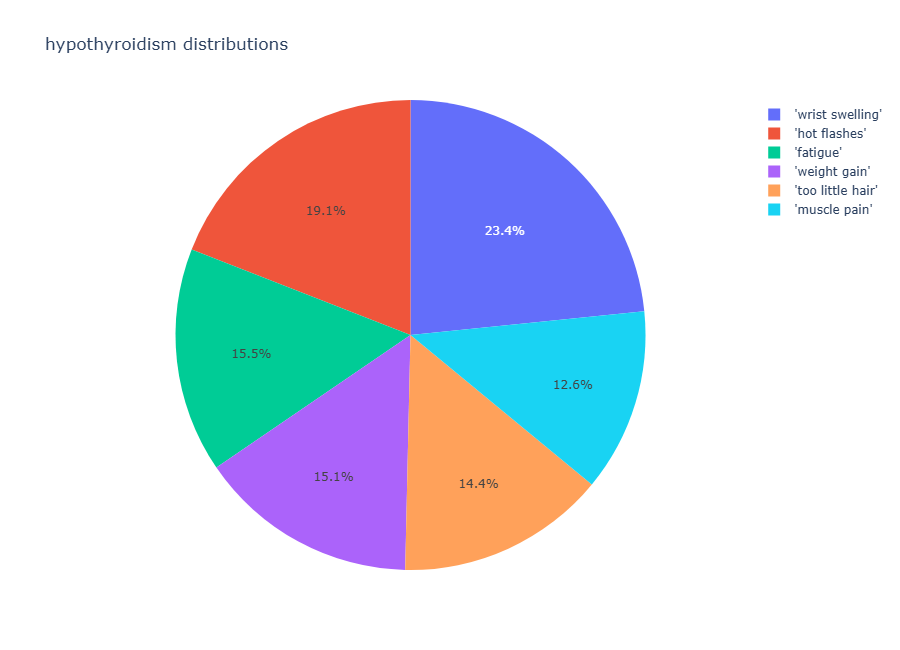 hypothyroidism distributions
'wrist swelling'
'hot flashes'
'fatigue'
'weight gain'
'too little hair'
'muscle pain'
19.1%
23.4%
15.5%
12.6%
15.1%
14.4%